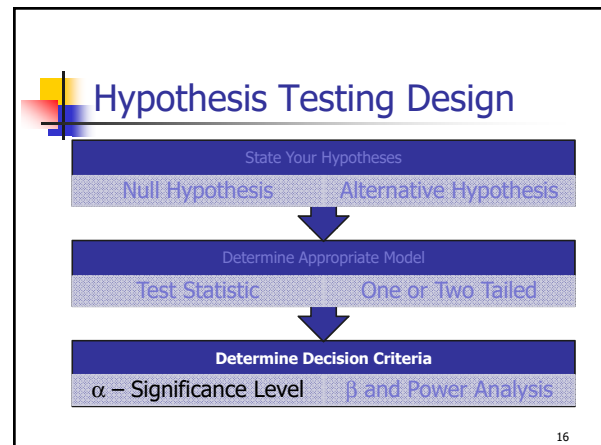 Hypothesis Testing Design
State Your Hypotheses
Null Hypothesis Alternative Hypothesis
Determine Appropriate Model
Test Statistic One or Two Tailed
Determine Decision Criteria
α – Significance Level β and Power Analysis
16